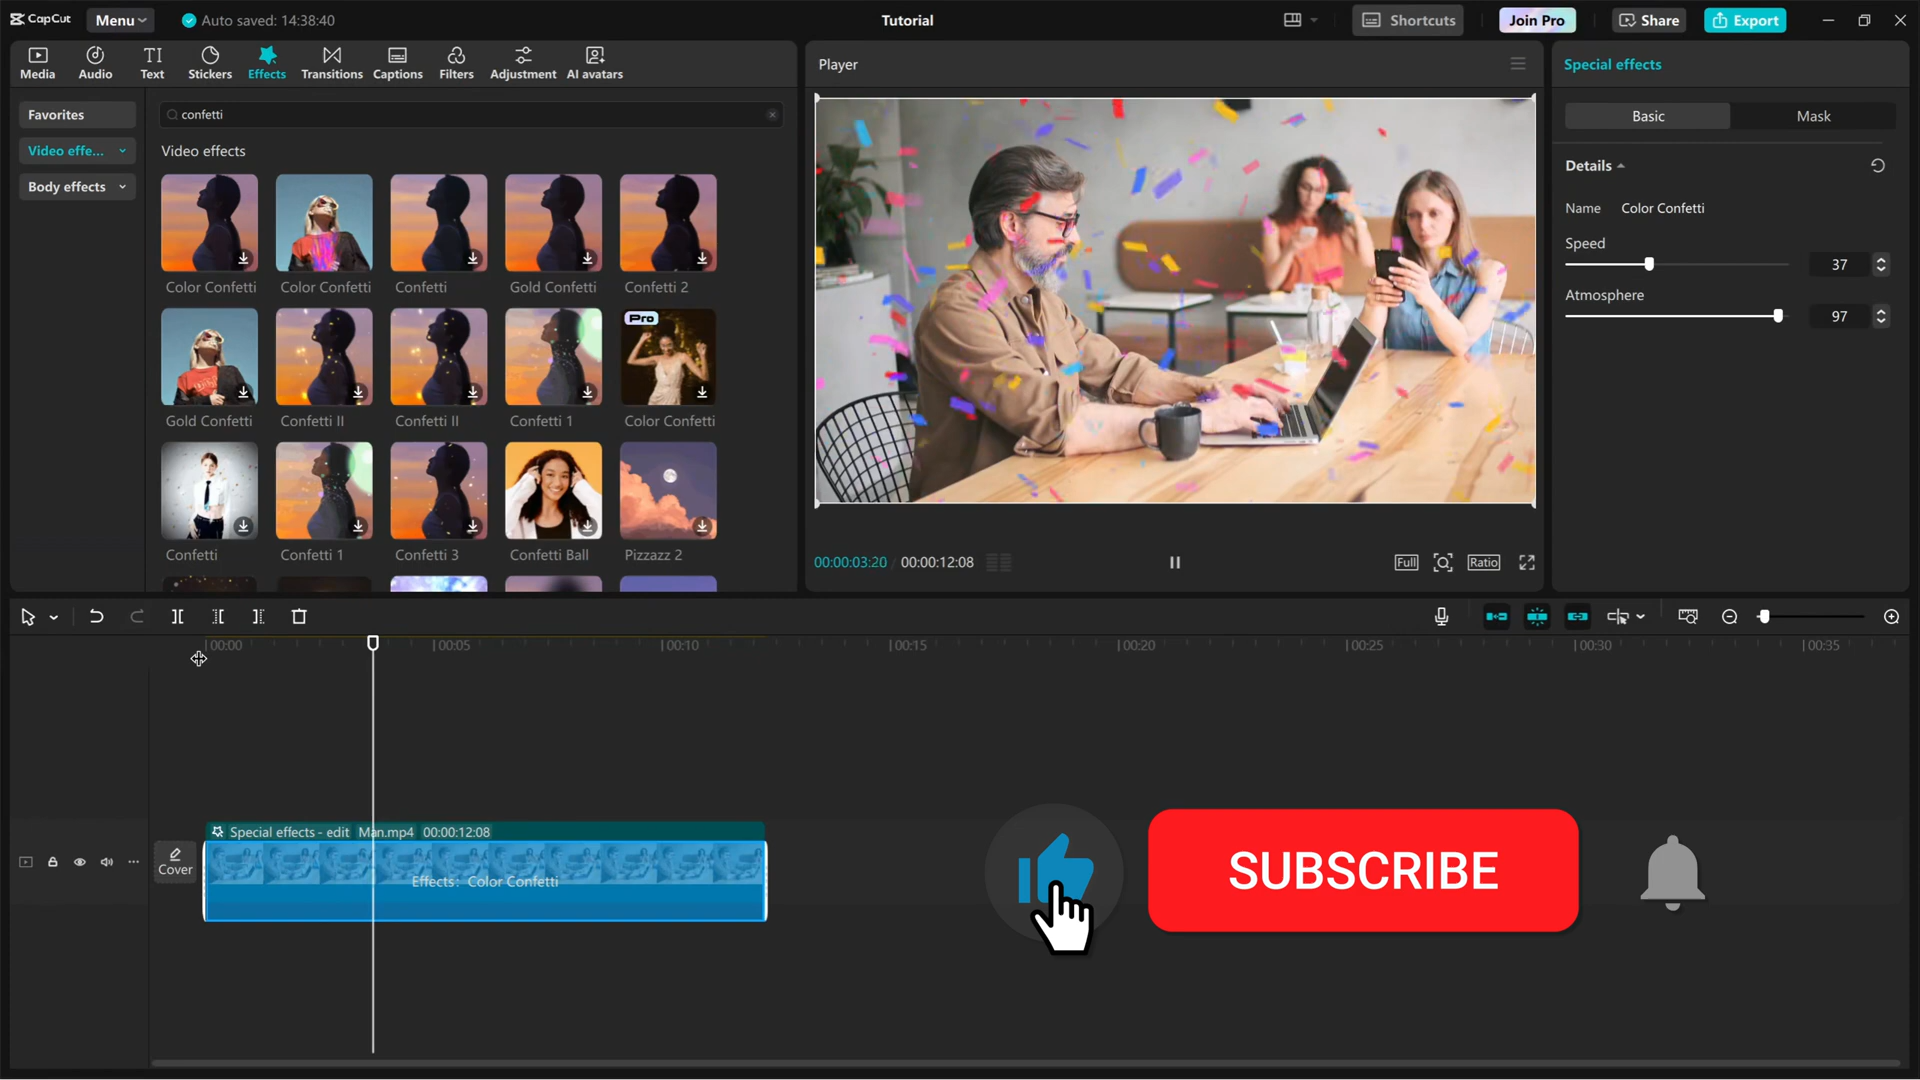 CapCut
Menu
Auto saved: 14:38:40
Tutorial
Shortcuts
Join Pro
Share
Export
Media
Audio
Text
Stickers
Effects
Transitions
Captions
Filters
Adjustment
AI avatars
Player
Special effects
Favorites
confetti
Basic
Mask
Video effe...
Video effects
Body effects
Details
Name Color Confetti
Speed
37
Atmosphere
97
Color Confetti
Color Confetti
Confetti
Gold Confetti
Confetti 2
Pro
Gold Confetti
Confetti II
Confetti II
Confetti 1
Color Confetti
Confetti
Confetti 1
Confetti 3
Confetti Ball
Pizzazz 2
00:00:03:20 / 00:00:12:08
Full
Ratio
00:00
00:05
00:10
00:15
00:20
00:25
00:30
00:35
Special effects - edit Man.mp4 00:00:12:08
Cover
Effects: Color Confetti
SUBSCRIBE